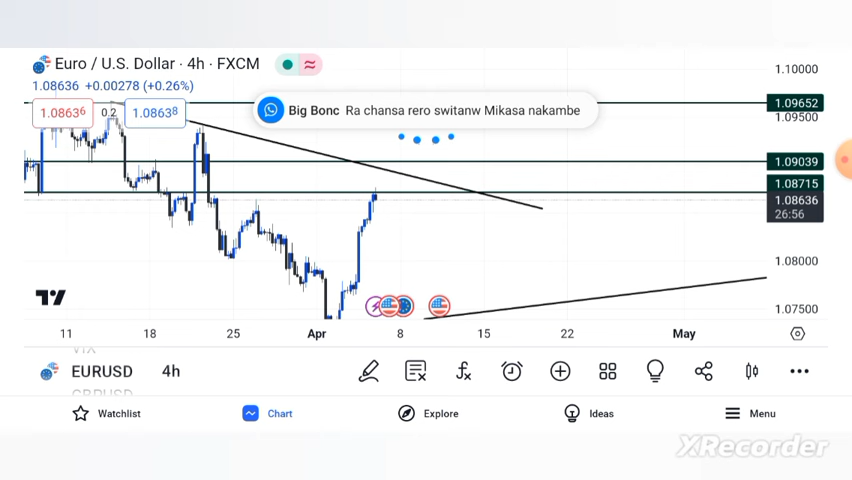 Euro / U.S. Dollar · 4h · FXCM
≈
1.08636 +0.00278 (+0.26%)
1.08636 0.2 1.08638
Big Bonc Ra chansa rero switanw Mikasa nakambe
1.10000
1.09652
1.09500
1.09039
1.08715
1.08636
26:56
1.08000
1.07500
11 18 25 Apr 8 15 22 May
VIX
EURUSD 4h
GBPUSD
Watchlist Chart Explore Ideas Menu
XRecorder